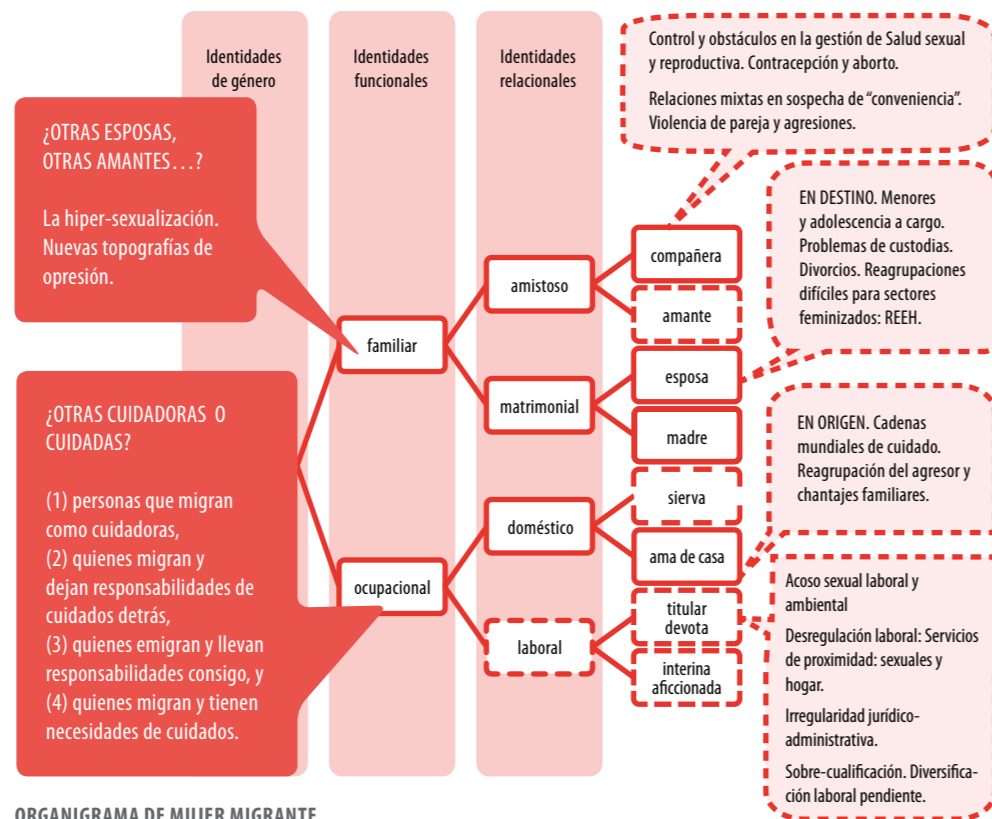 Identidades
de género
Identidades
funcionales
Identidades
relacionales
¿OTRAS ESPOSAS,
OTRAS AMANTES…?
La hiper-sexualización.
Nuevas topografías de
opresión.
¿OTRAS CUIDADORAS O
CUIDADAS?
(1) personas que migran
como cuidadoras,
(2) quienes migran y
dejan responsabilidades de
cuidados detrás,
(3) quienes emigran y llevan
responsabilidades consigo, y
(4) quienes migran y tienen
necesidades de cuidados.
familiar
ocupacional
amistoso
matrimonial
doméstico
laboral
compañera
amante
esposa
madre
sierva
ama de casa
titular
devota
interina
aficcionada
Control y obstáculos en la gestión de Salud sexual
y reproductiva. Contracepción y aborto.
Relaciones mixtas en sospecha de “conveniencia”.
Violencia de pareja y agresiones.
EN DESTINO. Menores
y adolescencia a cargo.
Problemas de custodias.
Divorcios. Reagrupaciones
difíciles para sectores
feminizados: REEH.
EN ORIGEN. Cadenas
mundiales de cuidado.
Reagrupación del agresor y
chantajes familiares.
Acoso sexual laboral y
ambiental
Desregulación laboral: Servicios
de proximidad: sexuales y
hogar.
Irregularidad jurídico-
administrativa.
Sobre-cualificación. Diversifica-
ción laboral pendiente.
ORGANIGRAMA DE MUJER MIGRANTE